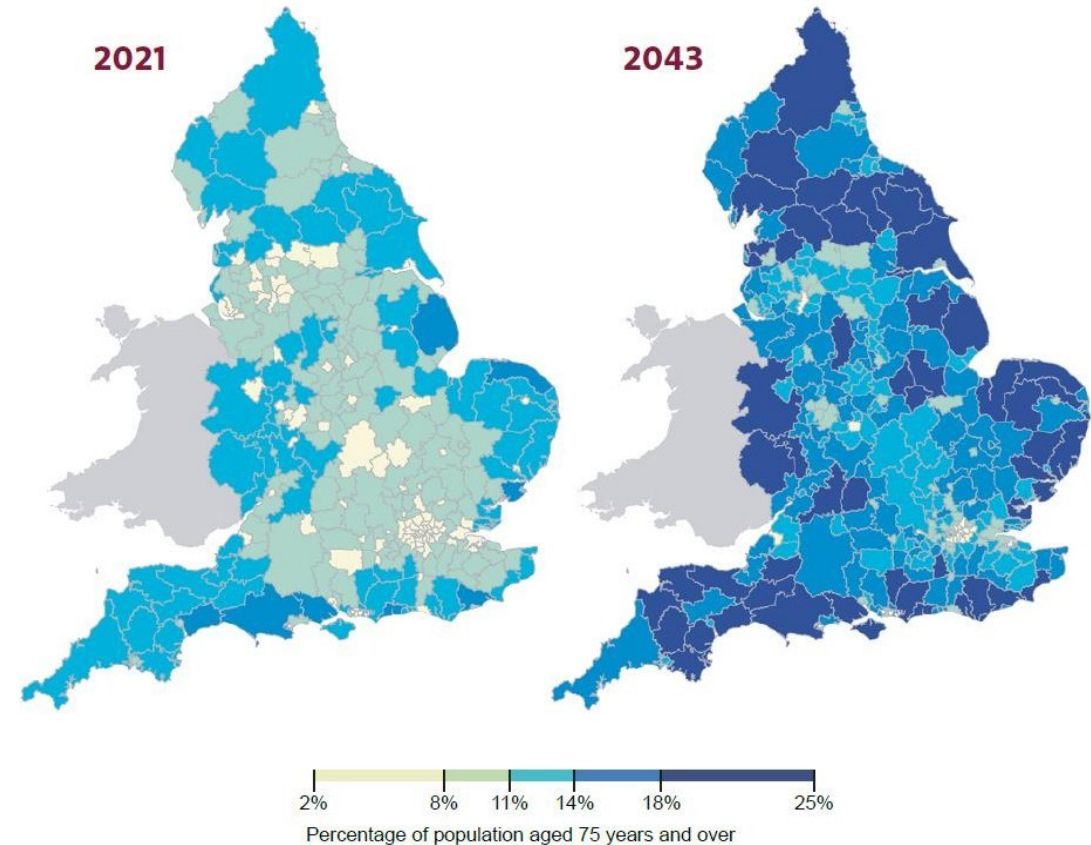 2021
2043
2% 8% 11% 14% 18% 25%
Percentage of population aged 75 years and over